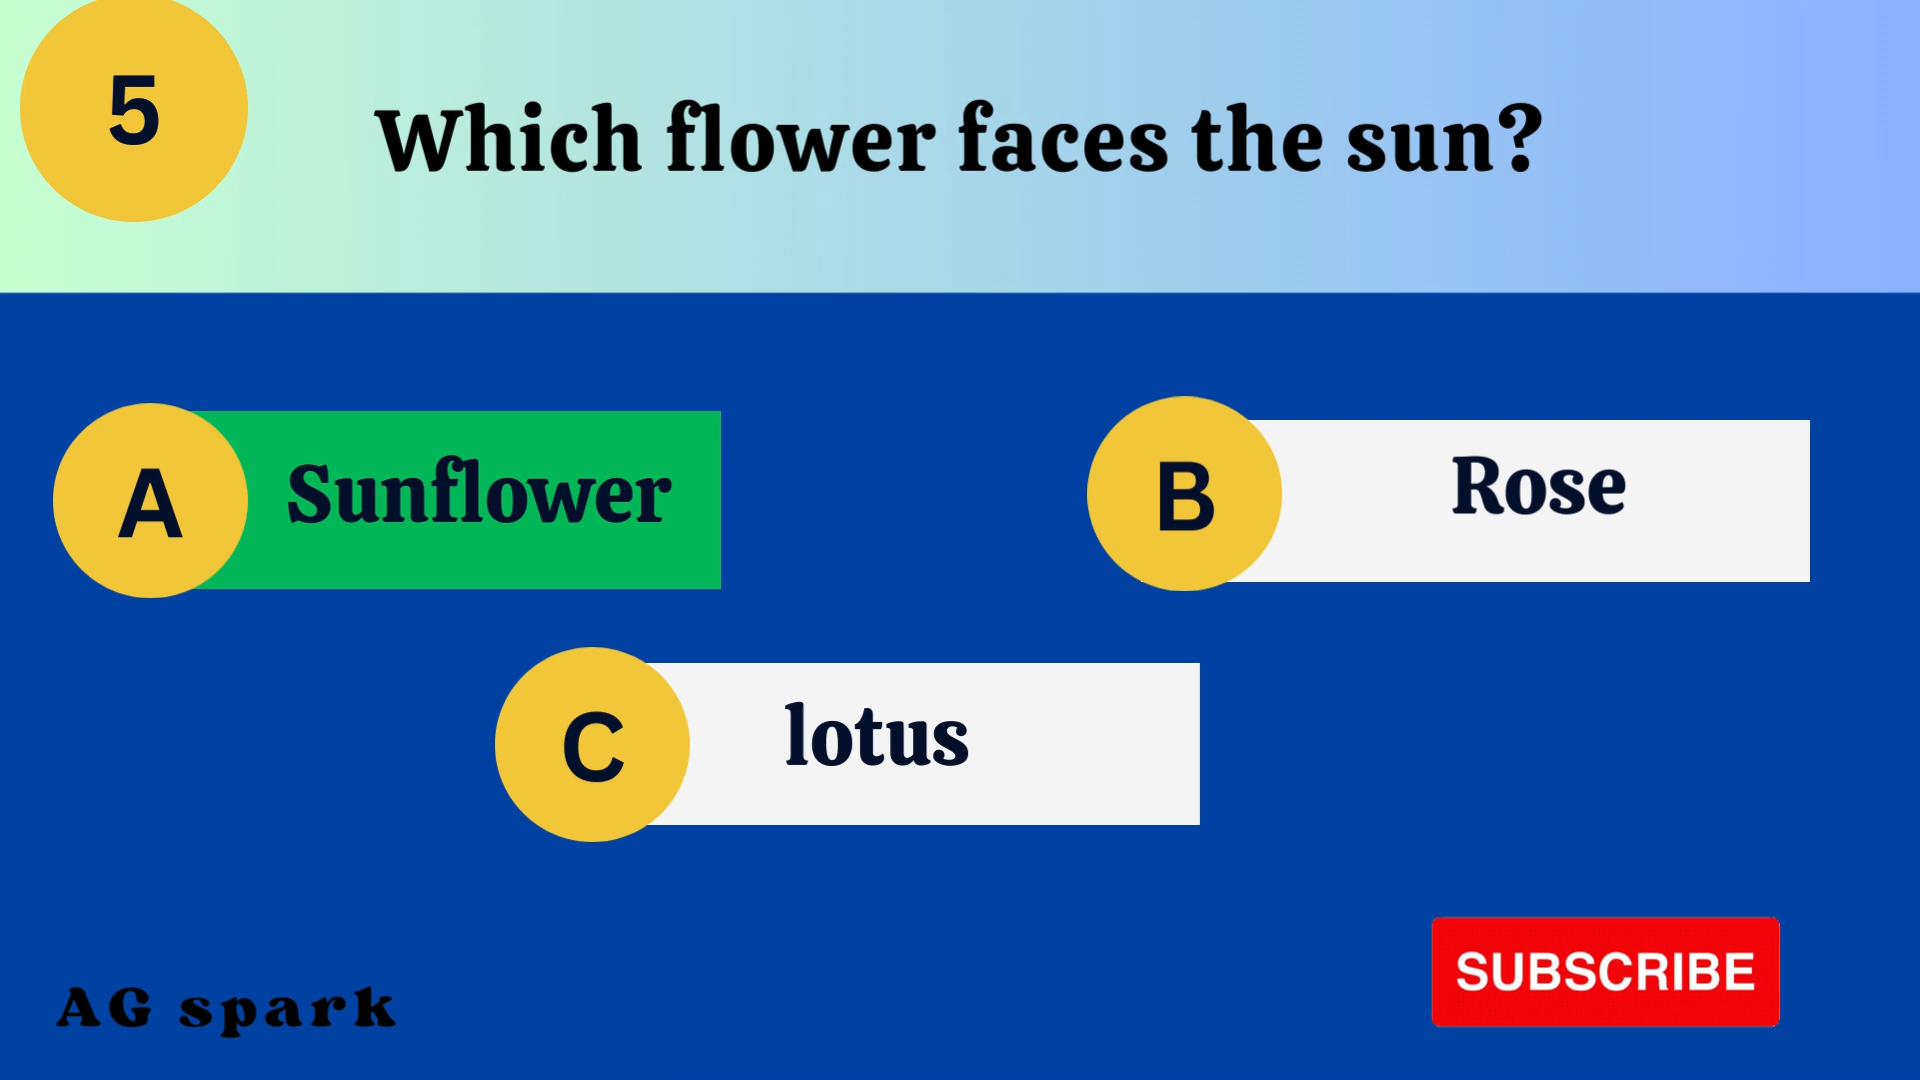 5
Which flower faces the sun?
A
Sunflower
B
Rose
C
lotus
AG spark
SUBSCRIBE